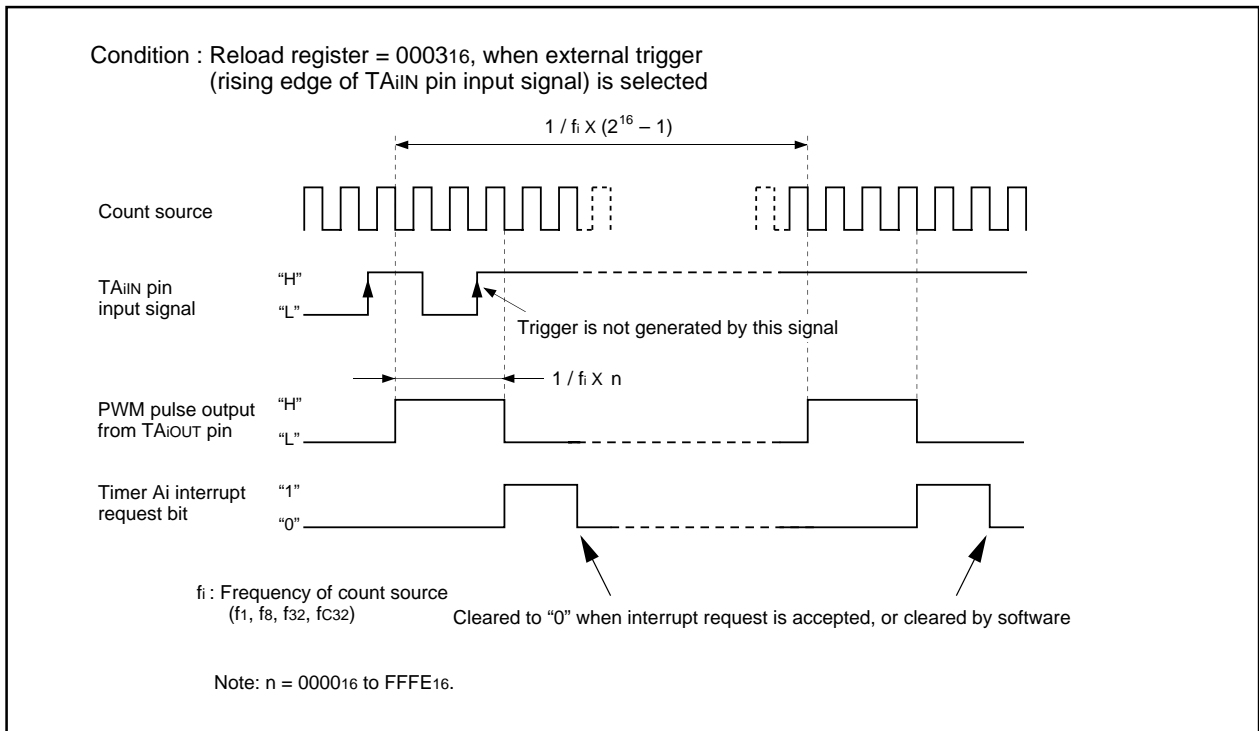 Condition : Reload register = 000316, when external trigger
(rising edge of TAiIN pin input signal) is selected
1 / fi X (2^16 – 1)
Count source
TAiIN pin
input signal
“H”
“L”
Trigger is not generated by this signal
1 / fi X n
PWM pulse output
from TAiOUT pin
“H”
“L”
Timer Ai interrupt
request bit
“1”
“0”
fi : Frequency of count source
(f1, f8, f32, fC32)
Cleared to “0” when interrupt request is accepted, or cleared by software
Note: n = 000016 to FFFE16.